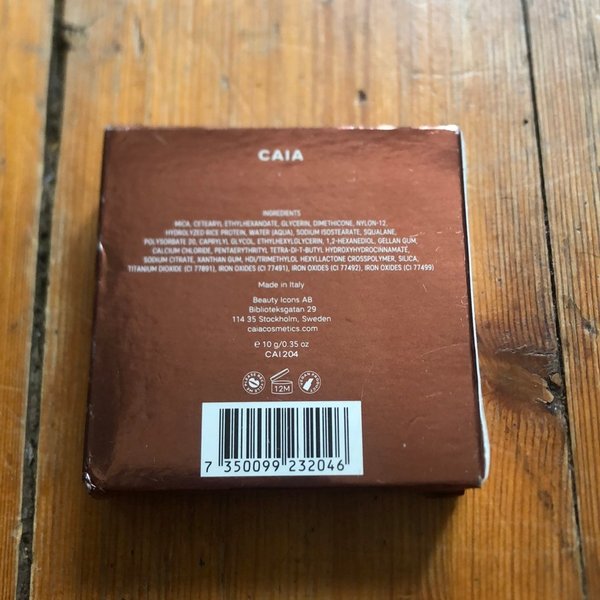 CAIA
INGREDIENTS
MICA, CETEARYL ETHYLHEXANOATE, GLYCERIN, DIMETHICONE, NYLON-12,
HYDROLYZED RICE PROTEIN, WATER (AQUA), SODIUM ISOSTEARATE, SQUALANE,
POLYSORBATE 20, CAPRYLYL GLYCOL, ETHYLHEXYLGLYCERIN, 1,2-HEXANEDIOL, GELLAN GUM,
CALCIUM CHLORIDE, PENTAERYTHRITYL TETRA-DI-T-BUTYL HYDROXYHYDROCINNAMATE,
SODIUM CITRATE, XANTHAN GUM, HDI/TRIMETHYLOL HEXYLLACTONE CROSSPOLYMER, SILICA,
TITANIUM DIOXIDE (CI 77891), IRON OXIDES (CI 77491), IRON OXIDES (CI 77492), IRON OXIDES (CI 77499)
Made in Italy
Beauty Icons AB
Biblioteksgatan 29
114 35 Stockholm, Sweden
caiacosmetics.com
e 10 g/0.35 oz
CAI204
12M
7 350099 232046